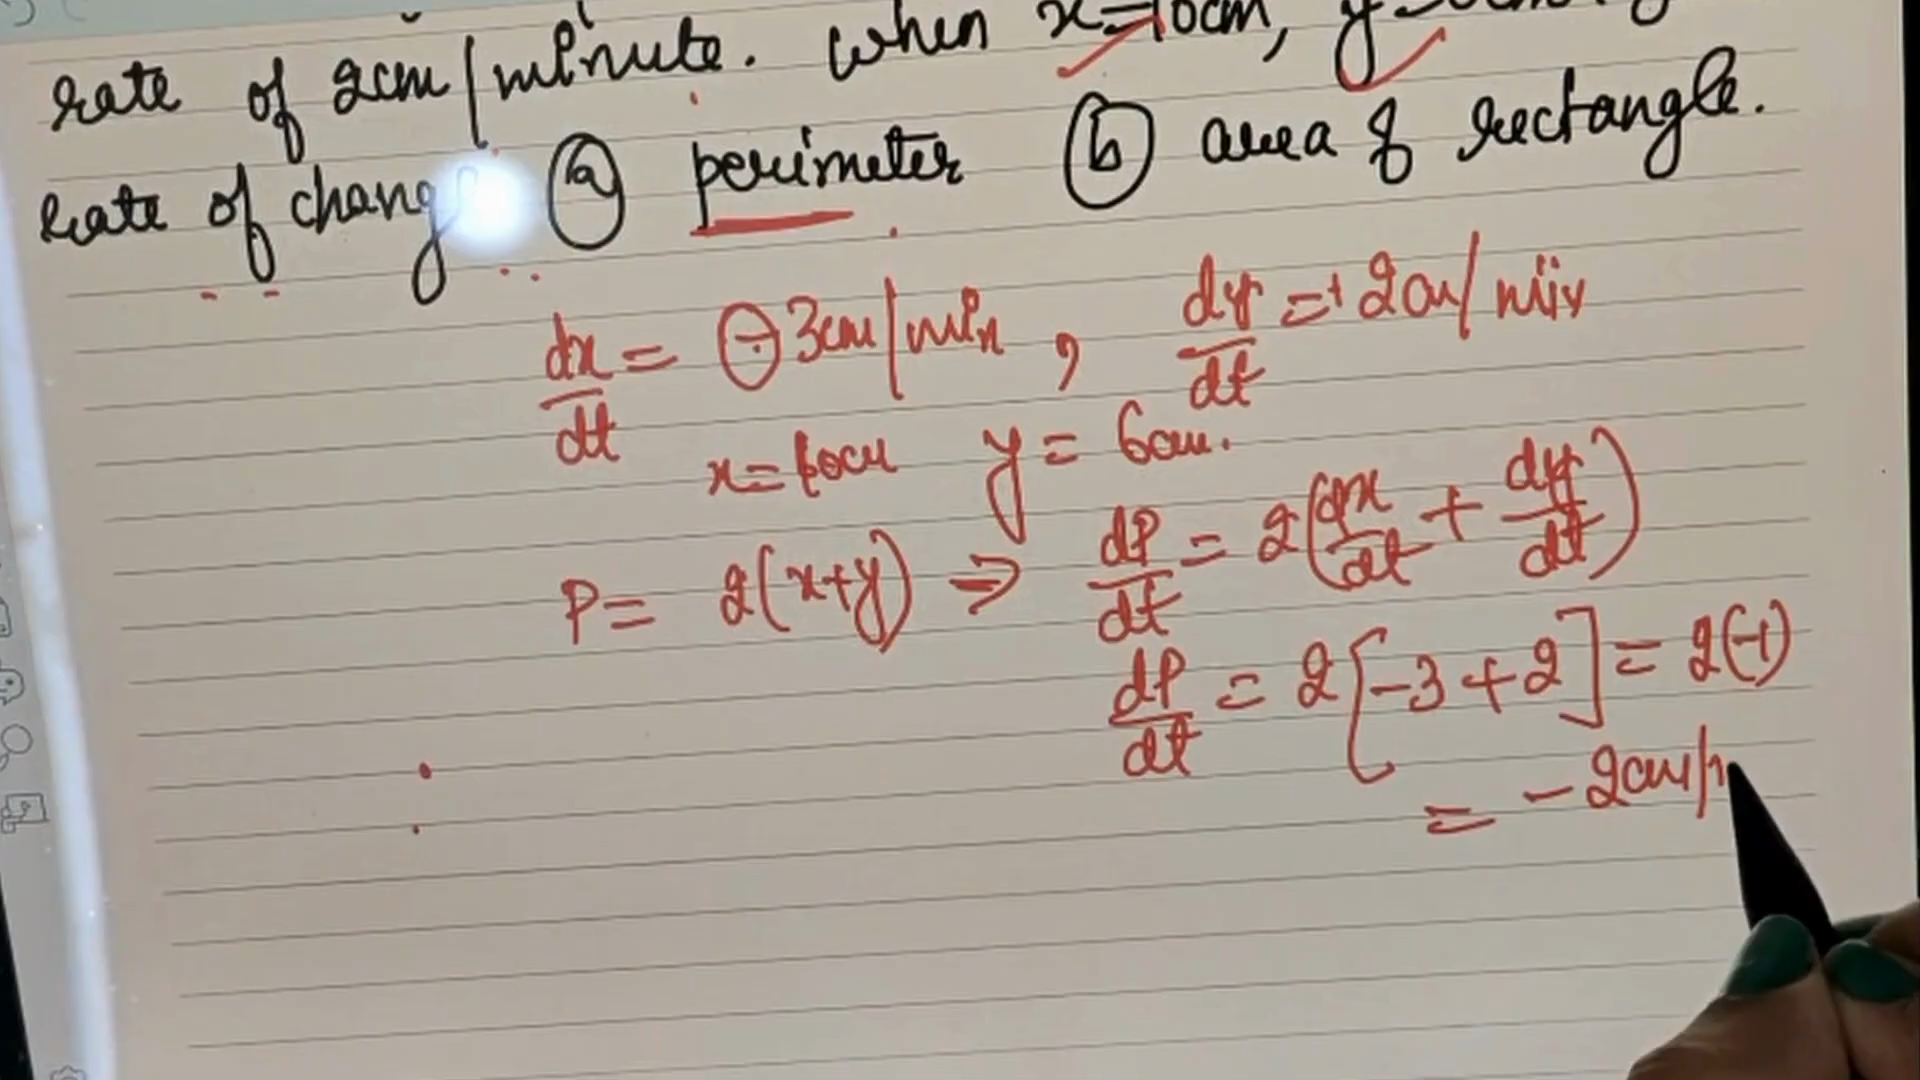 rate of 2cm/minute. When x=10cm, y=
rate of chang (a) perimeter (b) area of rectangle.
dx/dt = -3cm/min, dy/dt = +2cm/min
x=10cm y= 6cm.
P= 2(x+y) ⇒ dP/dt = 2(dx/dt + dy/dt)
dP/dt = 2[-3+2] = 2(-1)
= -2cm/